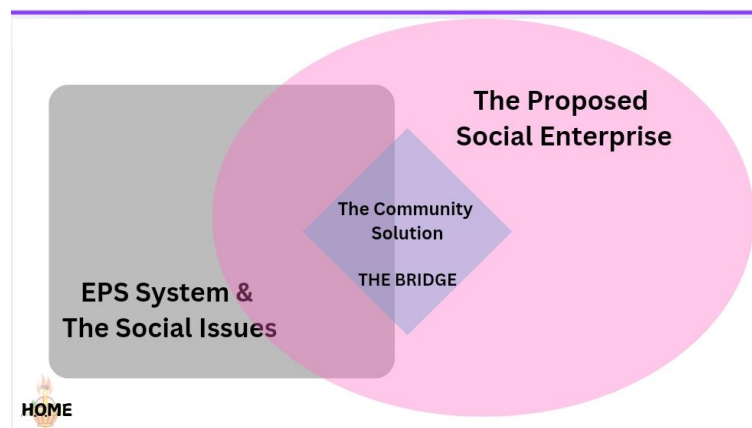 The Proposed
Social Enterprise
The Community
Solution
THE BRIDGE
EPS System &
The Social Issues
HOME